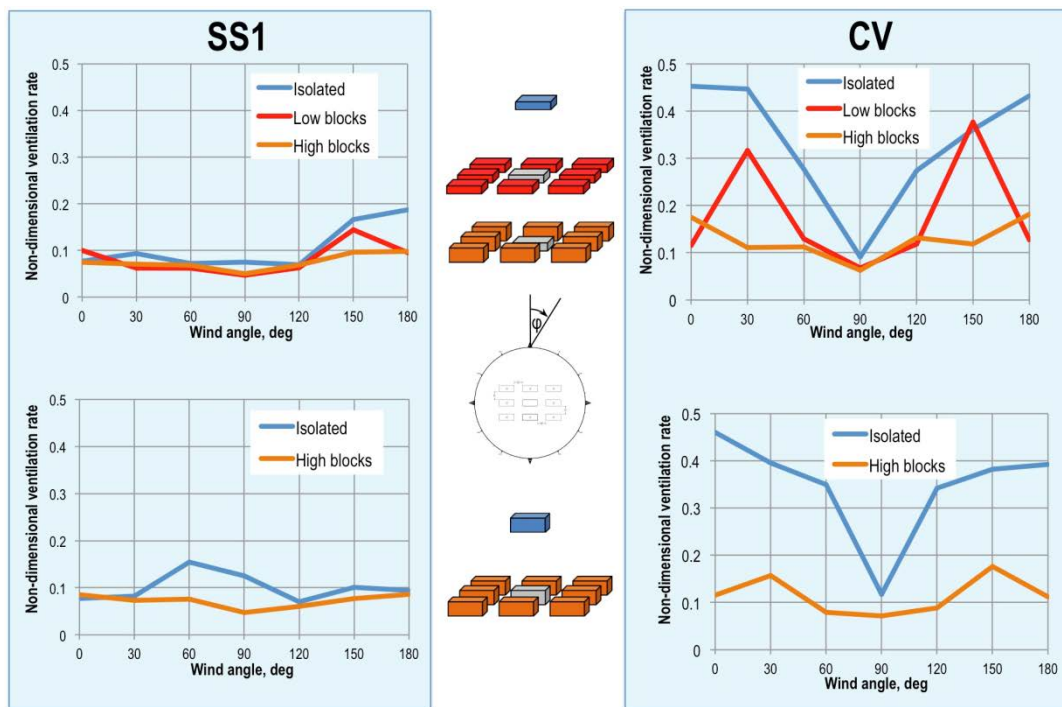 SS1
Non-dimensional ventilation rate
0.5
0.4
0.3
0.2
0.1
0
Isolated
Low blocks
High blocks
0 30 60 90 120 150 180
Wind angle, deg
Non-dimensional ventilation rate
0.5
0.4
0.3
0.2
0.1
0
Isolated
High blocks
0 30 60 90 120 150 180
Wind angle, deg
φ
CV
Non-dimensional ventilation rate
0.5
0.4
0.3
0.2
0.1
0
Isolated
Low blocks
High blocks
0 30 60 90 120 150 180
Wind angle, deg
Non-dimensional ventilation rate
0.5
0.4
0.3
0.2
0.1
0
Isolated
High blocks
0 30 60 90 120 150 180
Wind angle, deg